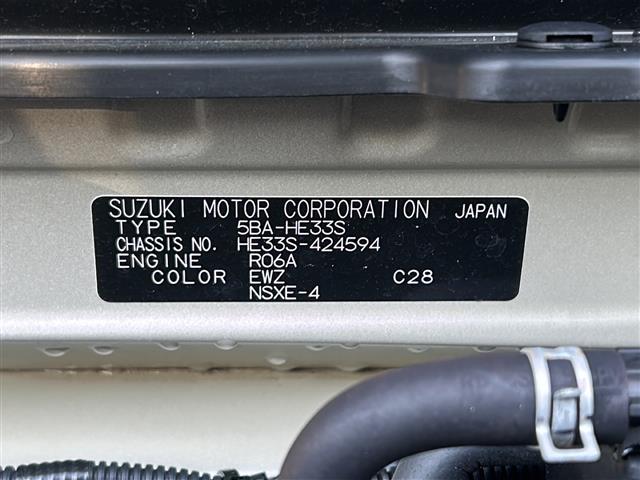 SUZUKI MOTOR CORPORATION JAPAN
TYPE 5BA-HE33S
CHASSIS NO. HE33S-424594
ENGINE R06A
COLOR EWZ C28
NSXE-4